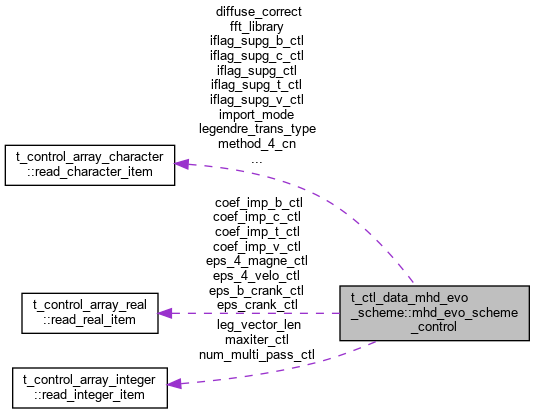 diffuse_correct
fft_library
iflag_supg_b_ctl
iflag_supg_c_ctl
iflag_supg_ctl
iflag_supg_t_ctl
iflag_supg_v_ctl
import_mode
legendre_trans_type
method_4_cn
...
t_control_array_character
::read_character_item
coef_imp_b_ctl
coef_imp_c_ctl
coef_imp_t_ctl
coef_imp_v_ctl
eps_4_magne_ctl
eps_4_velo_ctl
eps_b_crank_ctl
eps_crank_ctl
t_control_array_real
::read_real_item
t_ctl_data_mhd_evo
_scheme::mhd_evo_scheme
_control
leg_vector_len
maxiter_ctl
num_multi_pass_ctl
t_control_array_integer
::read_integer_item